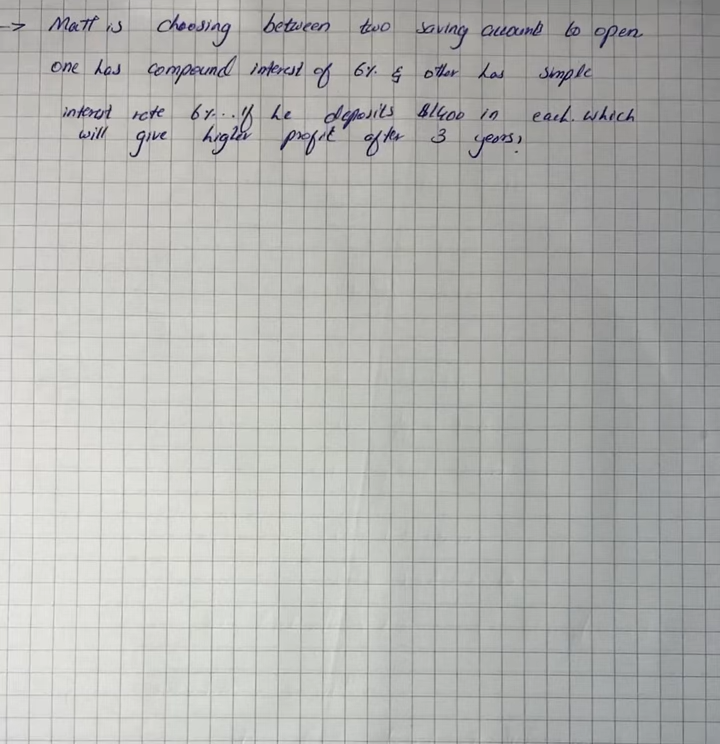 → Matt is choosing between two saving accounts to open.
one has compound interest of 6% & other has simple
interest rate 6%... If he deposits $1400 in each. which
will give higher profit after 3 years?